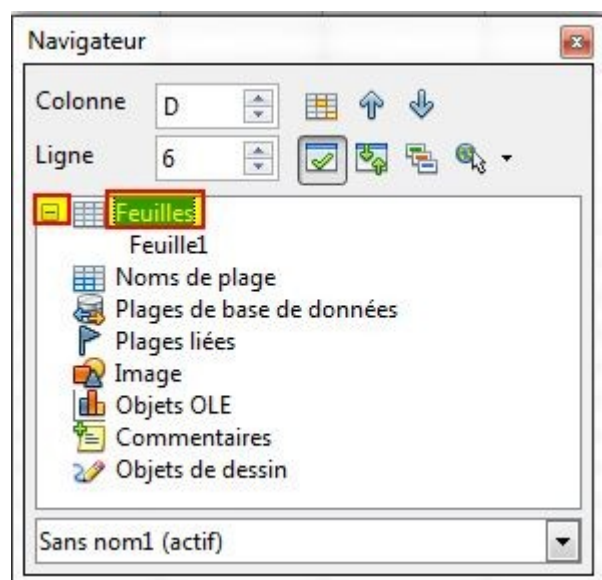 Navigateur
Colonne D
Ligne 6
Feuilles
Feuille1
Noms de plage
Plages de base de données
Plages liées
Image
Objets OLE
Commentaires
Objets de dessin
Sans nom1 (actif)